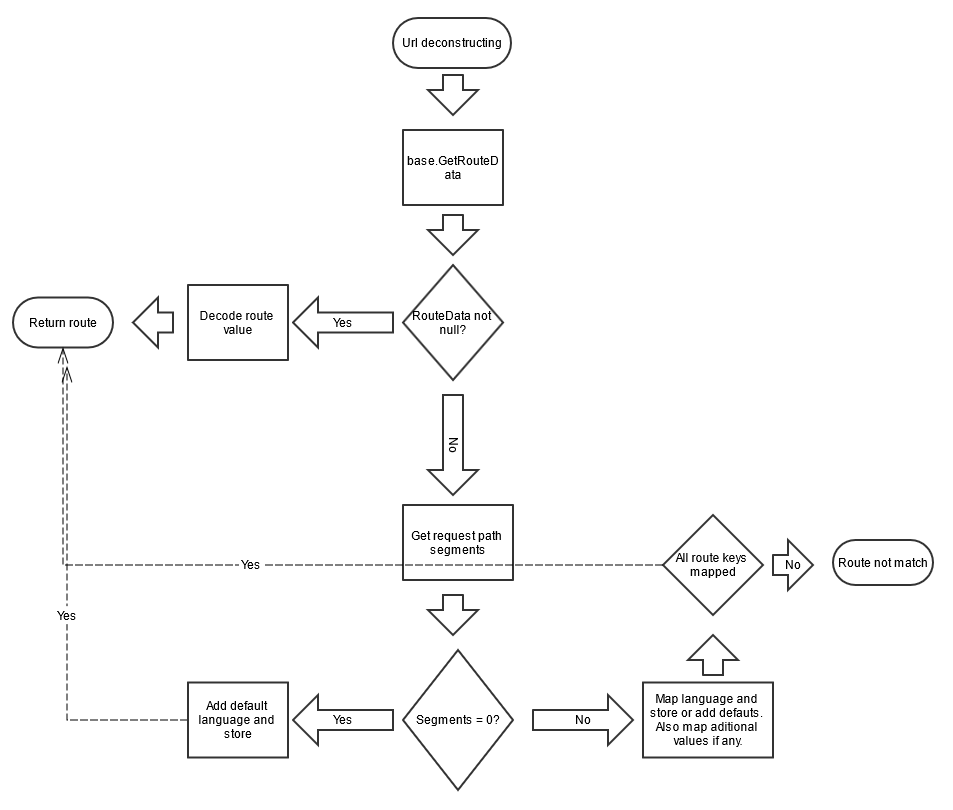 Url deconstructing
base.GetRouteD
ata
RouteData not
null?
Yes
Decode route
value
Return route
No
Get request path
segments
Yes
All route keys
mapped
No
Route not match
Yes
Segments = 0?
Yes
Add default
language and
store
No
Map language and
store or add defauts.
Also map aditional
values if any.